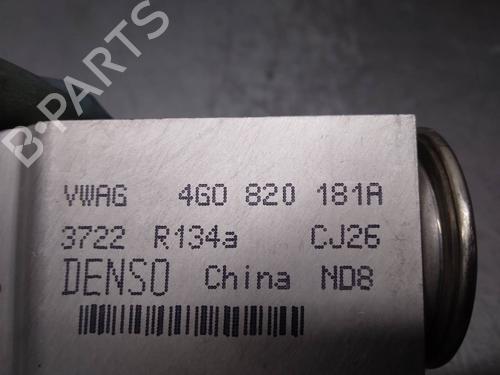 B-PARTS
VWAG 4G0 820 181A
3722 R134a CJ26
DENSO China ND8